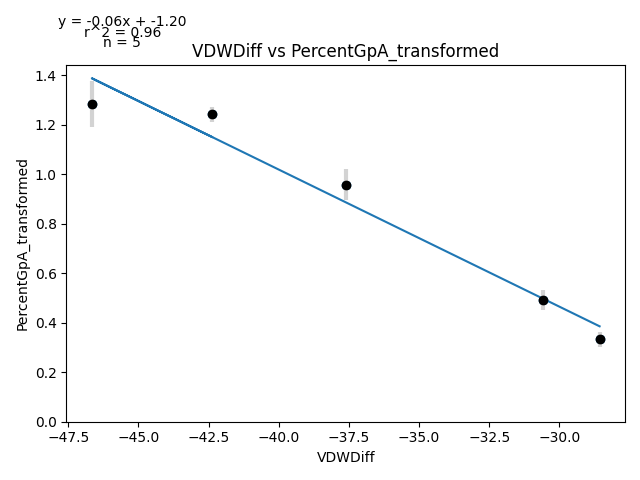 y = -0.06x + -1.20
r^2 = 0.96
n = 5
VDWDiff vs PercentGpA_transformed
PercentGpA_transformed
1.4
1.2
1.0
0.8
0.6
0.4
0.2
0.0
−47.5 −45.0 −42.5 −40.0 −37.5 −35.0 −32.5 −30.0
VDWDiff